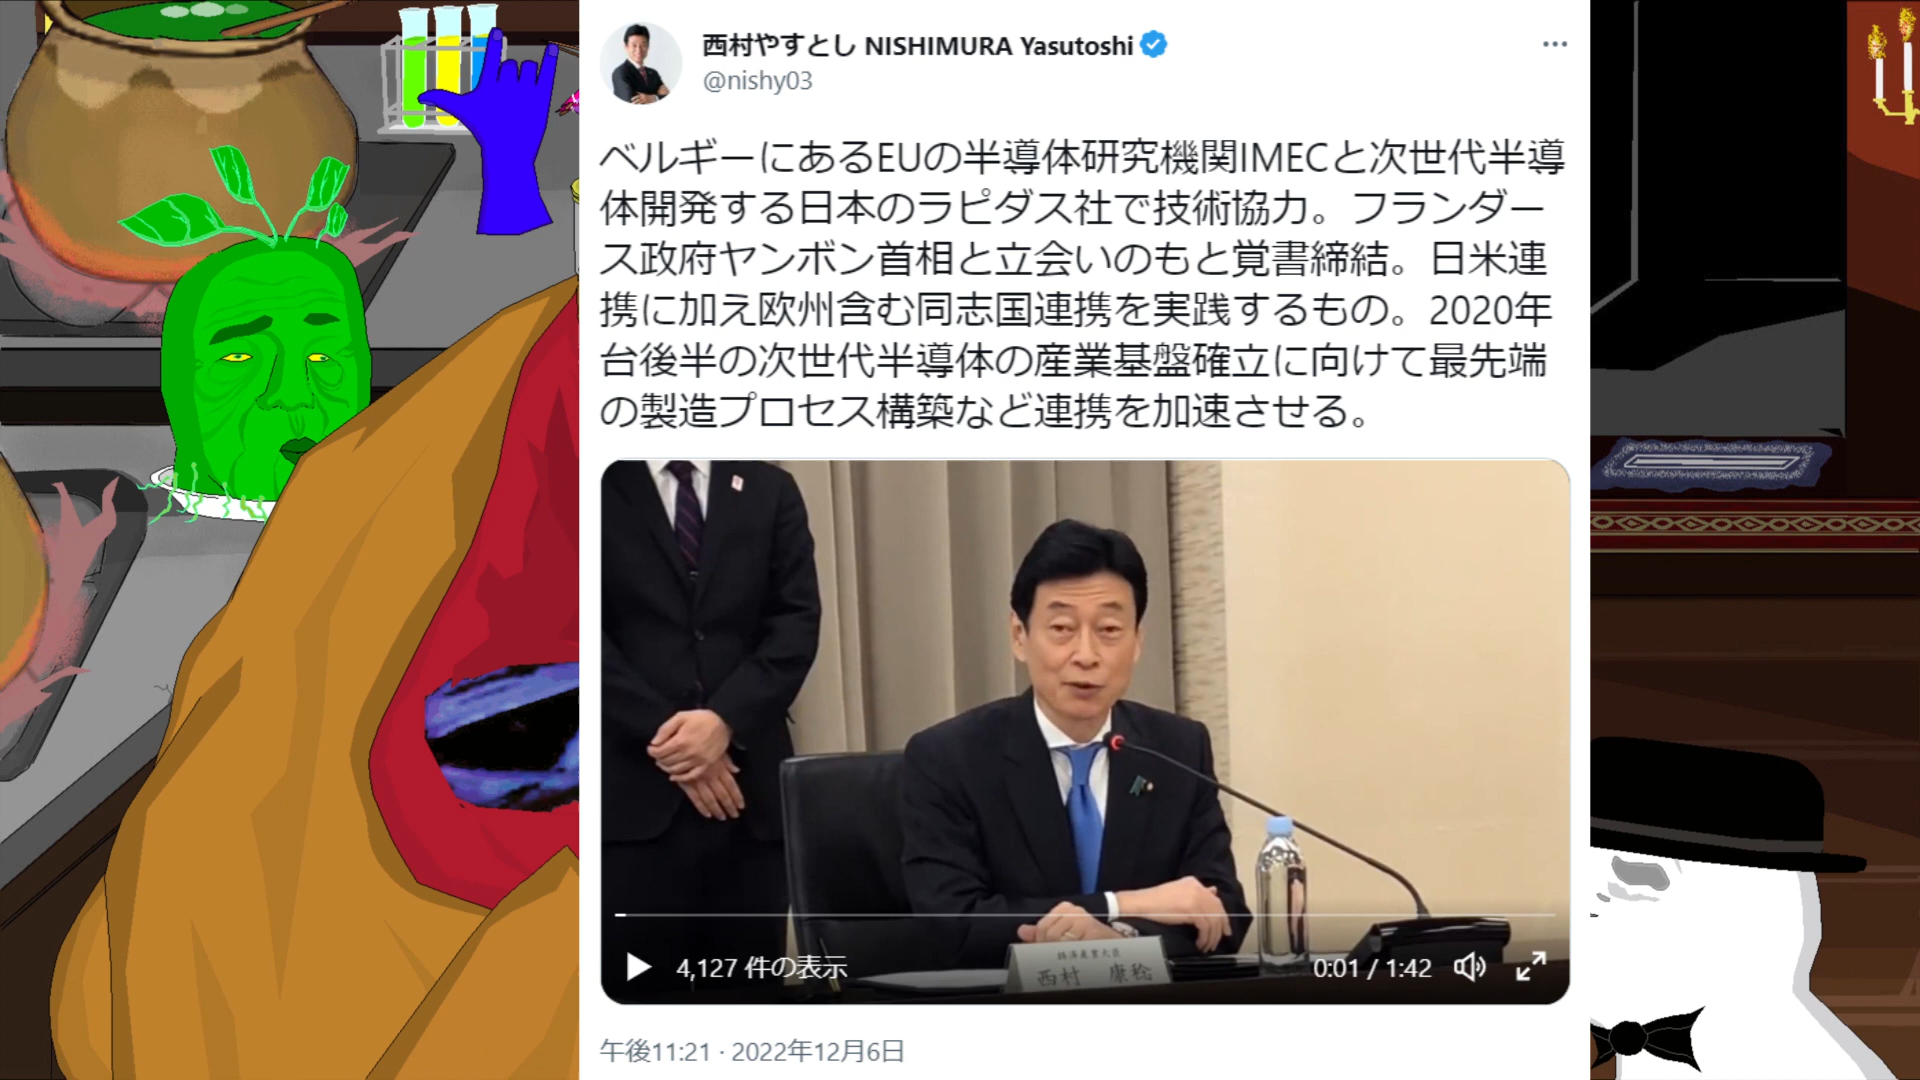 西村やすとし NISHIMURA Yasutoshi
@nishy03
ベルギーにあるEUの半導体研究機関IMECと次世代半導
体開発する日本のラピダス社で技術協力。フランダー
ス政府ヤンボン首相と立会いのもと覚書締結。日米連
携に加え欧州含む同志国連携を実践するもの。2020年
台後半の次世代半導体の産業基盤確立に向けて最先端
の製造プロセス構築など連携を加速させる。
経済産業大臣
西村 康稔
4,127 件の表示
0:01 / 1:42
午後11:21 · 2022年12月6日